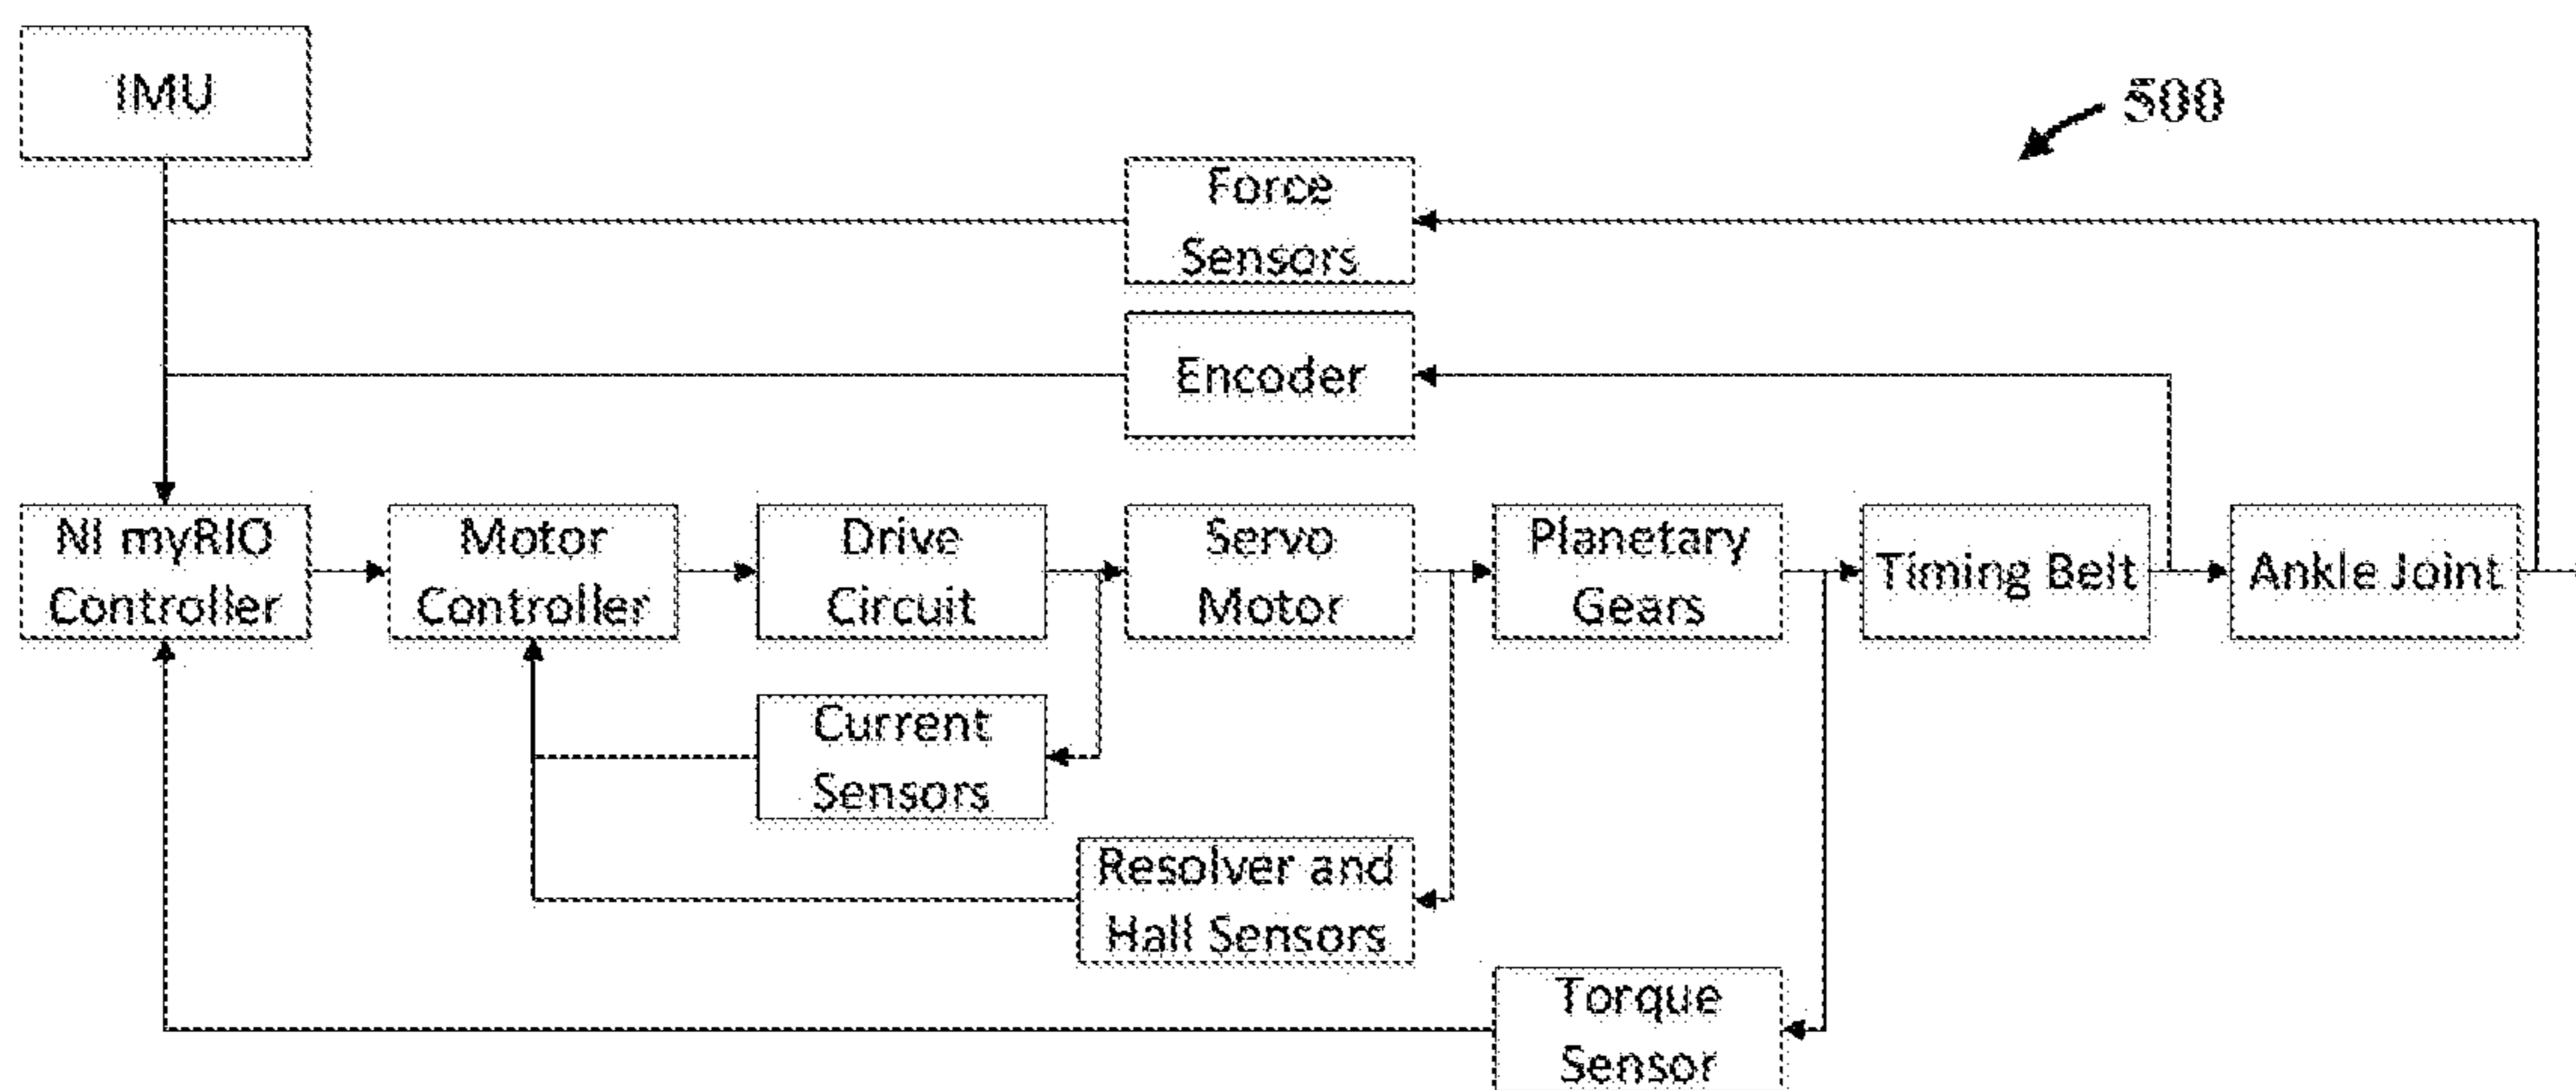 IMU
500
Force
Sensors
Encoder
NI myRIO
Controller
Motor
Controller
Drive
Circuit
Servo
Motor
Planetary
Gears
Timing Belt
Ankle Joint
Current
Sensors
Resolver and
Hall Sensors
Torque
Sensor